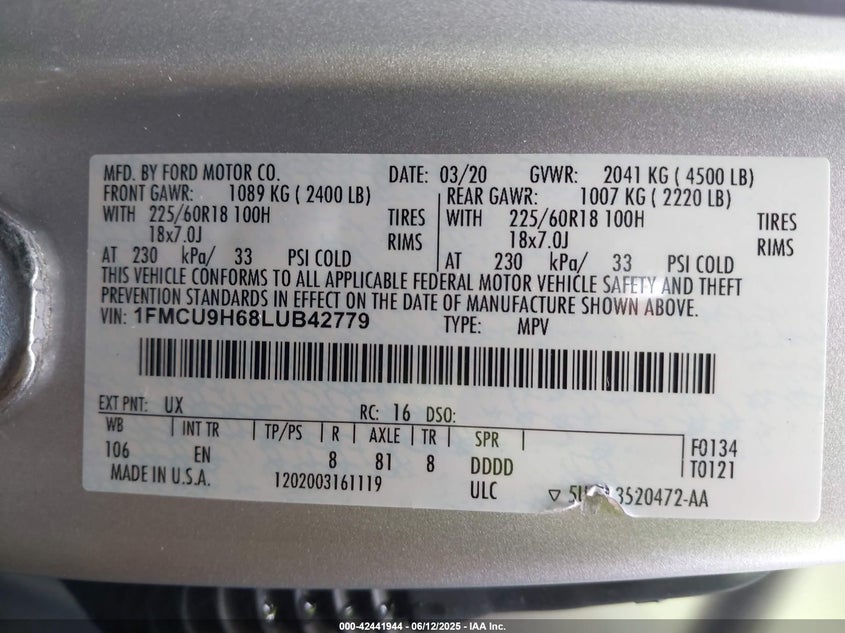 MFD. BY FORD MOTOR CO. DATE: 03/20 GVWR: 2041 KG ( 4500 LB)
FRONT GAWR: 1089 KG ( 2400 LB) REAR GAWR: 1007 KG ( 2220 LB)
WITH 225/60R18 100H TIRES WITH 225/60R18 100H TIRES
18x7.0J RIMS 18x7.0J RIMS
AT 230 kPa/ 33 PSI COLD AT 230 kPa/ 33 PSI COLD
THIS VEHICLE CONFORMS TO ALL APPLICABLE FEDERAL MOTOR VEHICLE SAFETY AND THEFT
PREVENTION STANDARDS IN EFFECT ON THE DATE OF MANUFACTURE SHOWN ABOVE.
VIN: 1FMCU9H68LUB42779 TYPE: MPV
EXT PNT: UX RC: 16 DSO:
WB INT TR TP/PS R AXLE TR SPR F0134
106 EN 8 81 8 DDDD T0121
MADE IN U.S.A. 1202003161119 ULC 3520472-AA
000-42441944 - 06/12/2025 - IAA Inc.